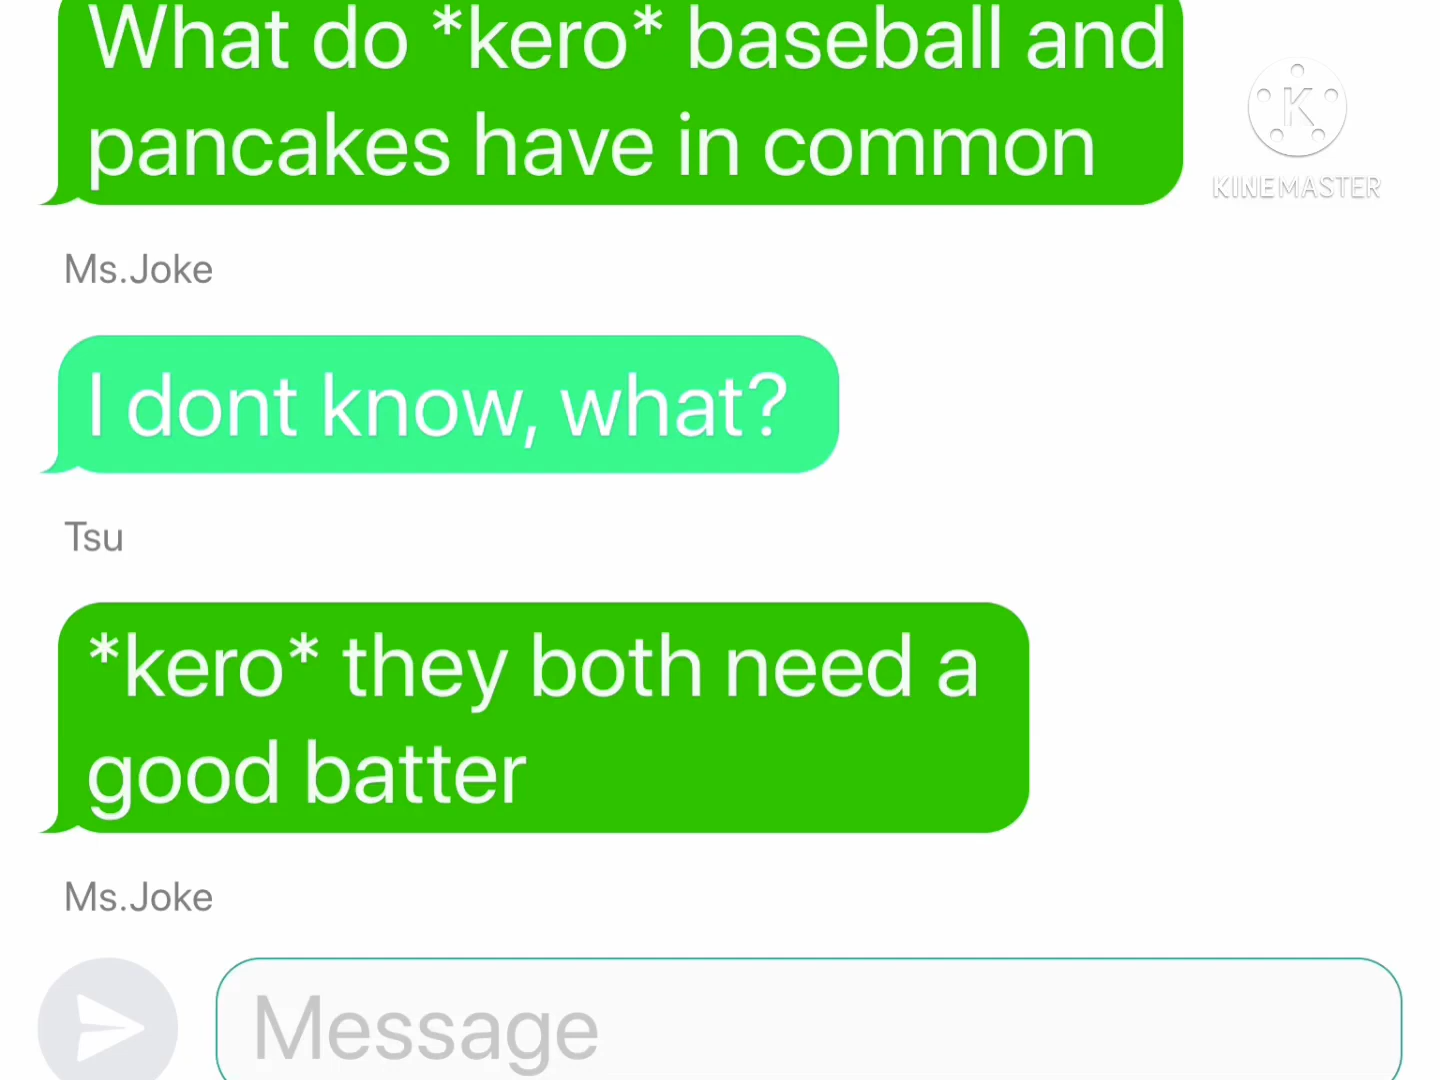 What do *kero* baseball and
pancakes have in common
KINEMASTER
Ms.Joke
I dont know, what?
Tsu
*kero* they both need a
good batter
Ms.Joke
Message